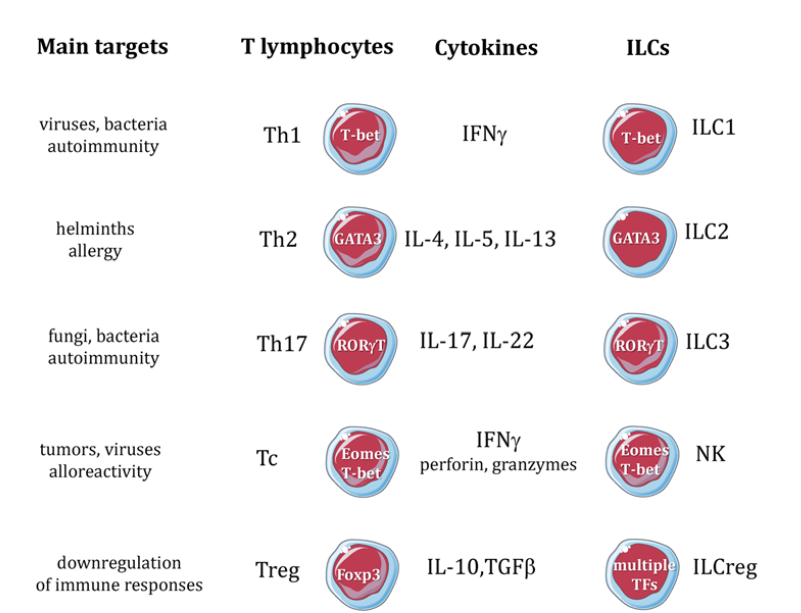 Main targets T lymphocytes Cytokines ILCs
viruses, bacteria
autoimmunity
Th1 T-bet IFNγ T-bet ILC1
helminths
allergy
Th2 GATA3 IL-4, IL-5, IL-13 GATA3 ILC2
fungi, bacteria
autoimmunity
Th17 RORγT IL-17, IL-22 RORγT ILC3
tumors, viruses
alloreactivity
Tc
Eomes
T-bet
IFNγ
perforin, granzymes
Eomes
T-bet
NK
downregulation
of immune responses
Treg Foxp3 IL-10,TGFβ
multiple
TFs
ILCreg